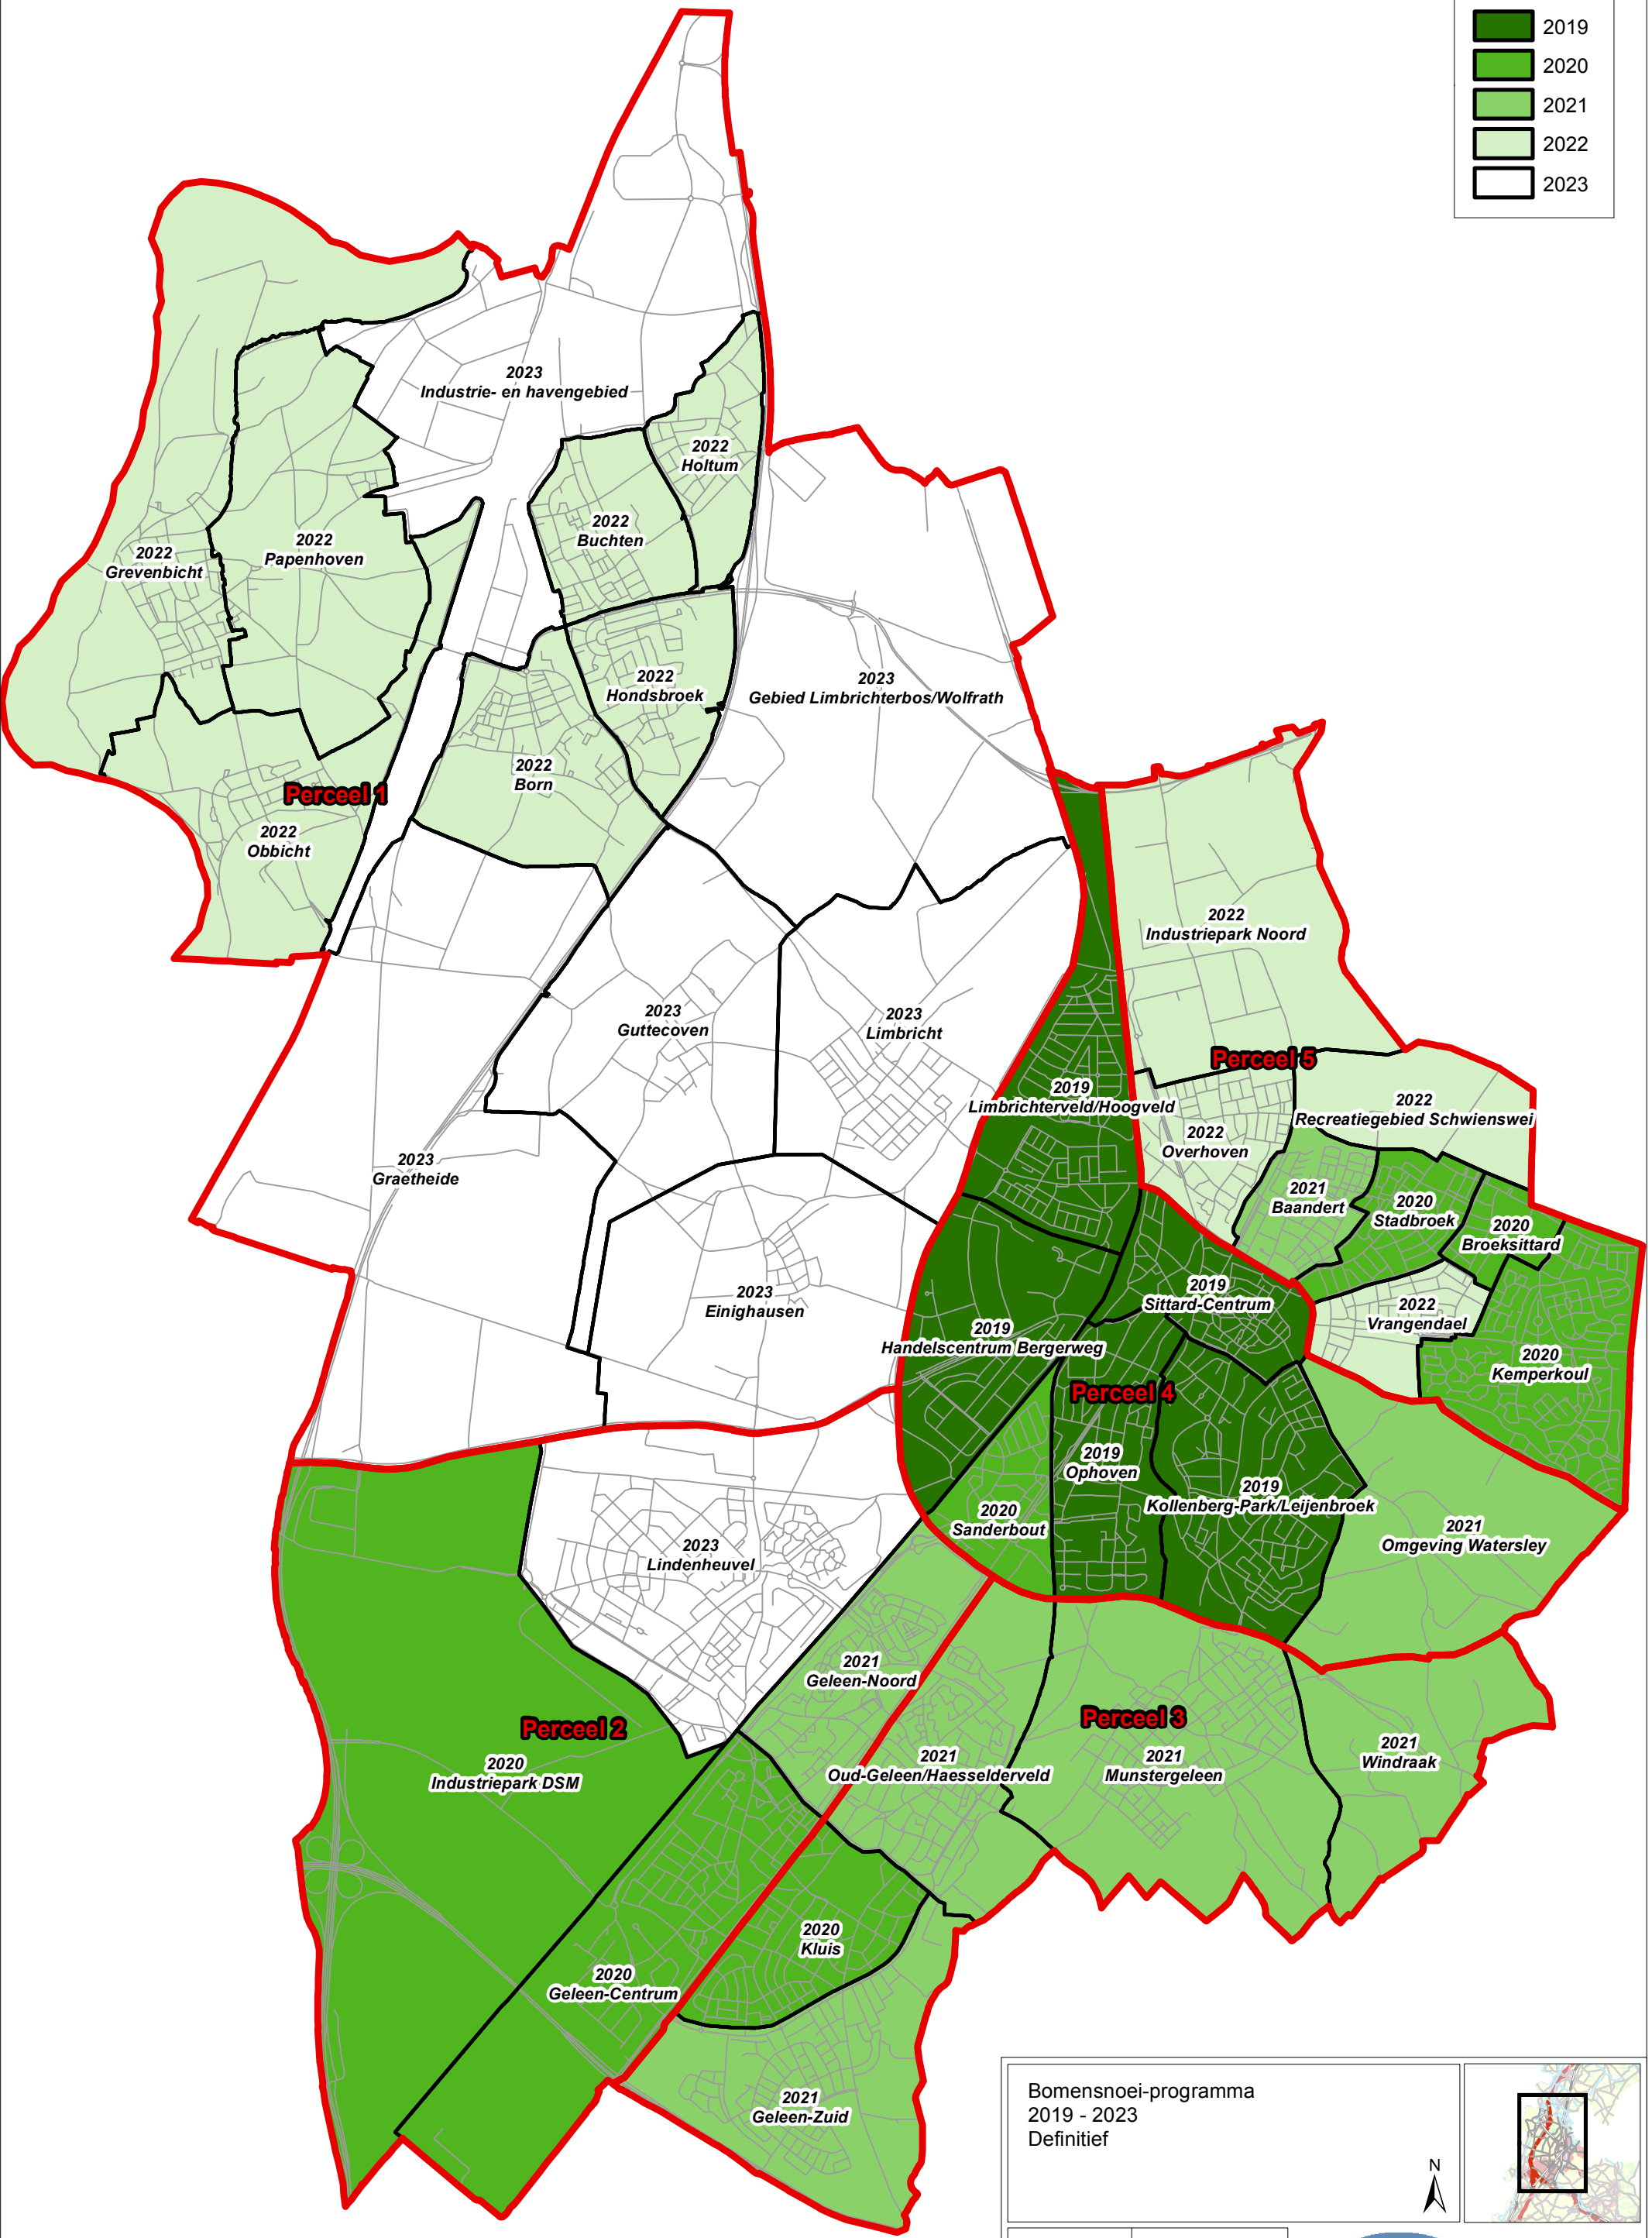 2019
2020
2021
2022
2023
2023
Industrie- en havengebied
2022
Holtum
2022
Buchten
2022
Papenhoven
2022
Grevenbicht
2022
Hondsbroek
2023
Gebied Limbrichterbos/Wolfrath
2022
Born
Perceel 1
2022
Obbicht
2022
Industriepark Noord
2023
Guttecoven
2023
Limbricht
Perceel 5
2019
Limbrichterveld/Hoogveld
2022
Recreatiegebied Schwienswei
2022
Overhoven
2023
Graetheide
2021
Baandert
2020
Stadbroek
2020
Broeksittard
2023
Einighausen
2019
Sittard-Centrum
2022
Vrangendael
2019
Handelscentrum Bergerweg
2020
Kemperkoul
Perceel 4
2019
Ophoven
2019
Kollenberg-Park/Leijenbroek
2020
Sanderbout
2021
Omgeving Watersley
2023
Lindenheuvel
2021
Geleen-Noord
Perceel 3
Perceel 2
2021
Windraak
2021
Oud-Geleen/Haesselderveld
2021
Munstergeleen
2020
Industriepark DSM
2020
Kluis
2020
Geleen-Centrum
2021
Geleen-Zuid
Bomensnoei-programma
2019 - 2023
Definitief
N